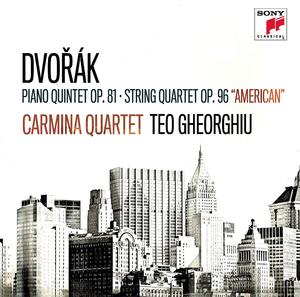 SONY
CLASSICAL
DVOŘÁK
PIANO QUINTET OP. 81 · STRING QUARTET OP. 96 "AMERICAN"
CARMINA QUARTET TEO GHEORGHIU